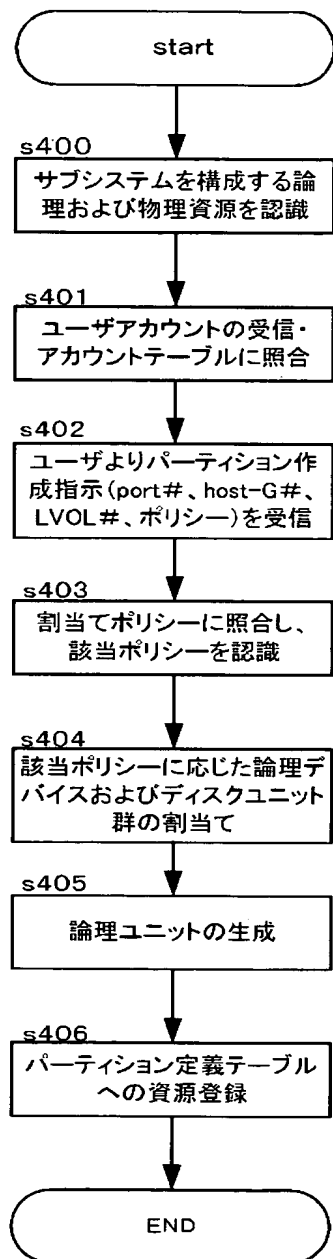 start
s400
サブシステムを構成する論
理および物理資源を認識
s401
ユーザアカウントの受信・
アカウントテーブルに照合
s402
ユーザよりパーティション作
成指示(port#、host-G#、
LVOL#、ポリシー)を受信
s403
割当てポリシーに照合し、
該当ポリシーを認識
s404
該当ポリシーに応じた論理デ
バイスおよびディスクユニット
群の割当て
s405
論理ユニットの生成
s406
パーティション定義テーブル
への資源登録
END